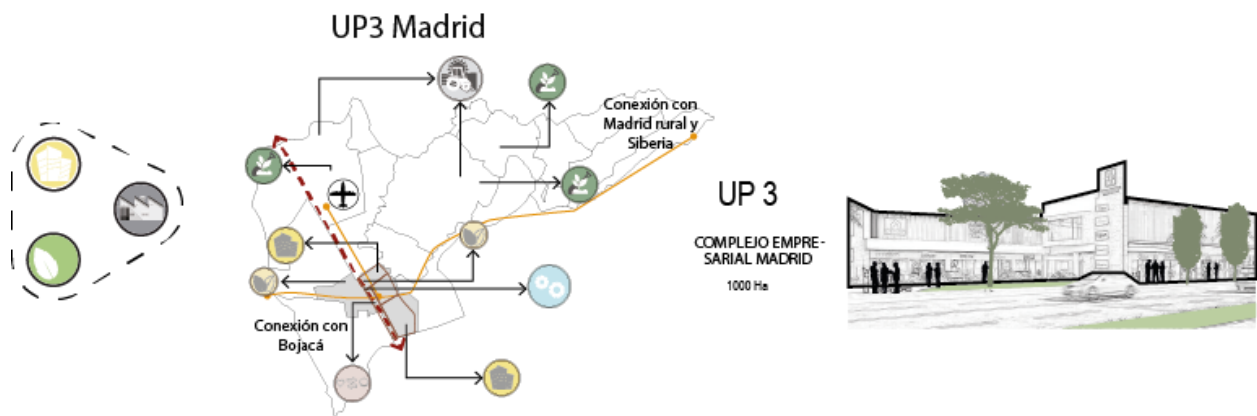 UP3 Madrid
Conexión con
Madrid rural y
Siberia
UP 3
COMPLEJO EMPRE-
SARIAL MADRID
1000 Ha
Conexión con
Bojacá